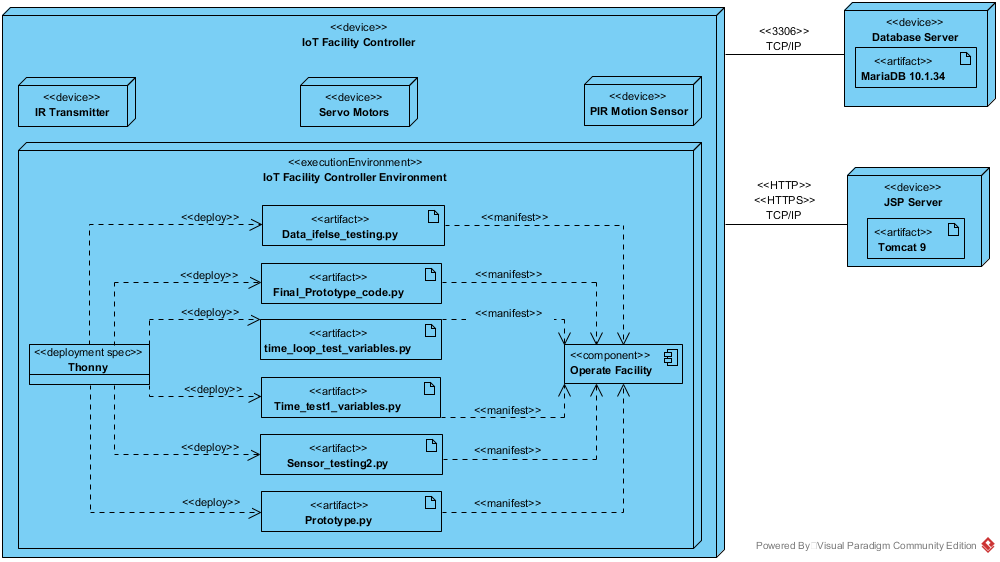 <<device>>
IoT Facility Controller
<<device>>
IR Transmitter
<<device>>
Servo Motors
<<device>>
PIR Motion Sensor
<<executionEnvironment>>
IoT Facility Controller Environment
<<deploy>>
<<artifact>>
Data_ifelse_testing.py
<<manifest>>
<<deploy>>
<<artifact>>
Final_Prototype_code.py
<<manifest>>
<<deploy>>
<<artifact>>
time_loop_test_variables.py
<<manifest>>
<<deployment spec>>
Thonny
<<component>>
Operate Facility
<<deploy>>
<<artifact>>
Time_test1_variables.py
<<manifest>>
<<deploy>>
<<artifact>>
Sensor_testing2.py
<<manifest>>
<<deploy>>
<<artifact>>
Prototype.py
<<manifest>>
<<3306>>
TCP/IP
<<device>>
Database Server
<<artifact>>
MariaDB 10.1.34
<<HTTP>>
<<HTTPS>>
TCP/IP
<<device>>
JSP Server
<<artifact>>
Tomcat 9
Powered By Visual Paradigm Community Edition